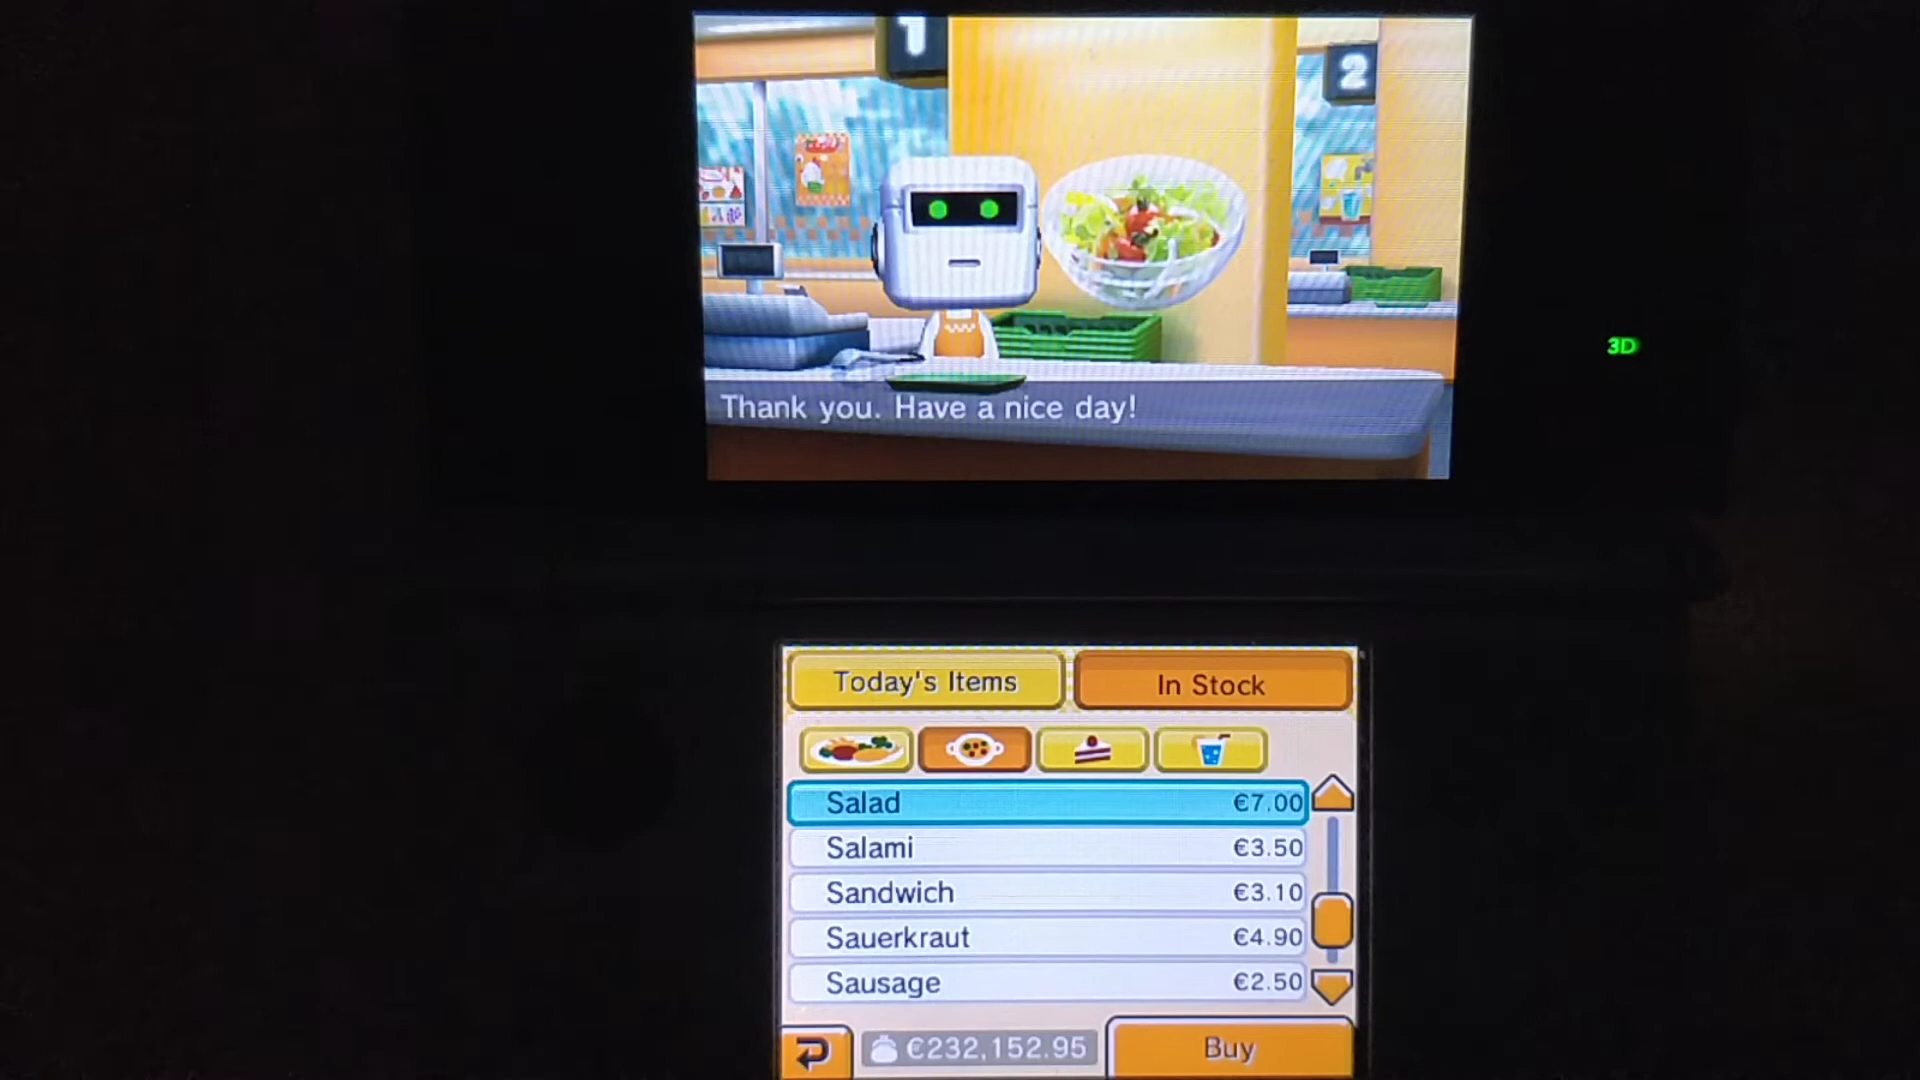 1
2
3D
Thank you. Have a nice day!
Today's Items
In Stock
Salad €7.00
Salami €3.50
Sandwich €3.10
Sauerkraut €4.90
Sausage €2.50
€232,152.95
Buy